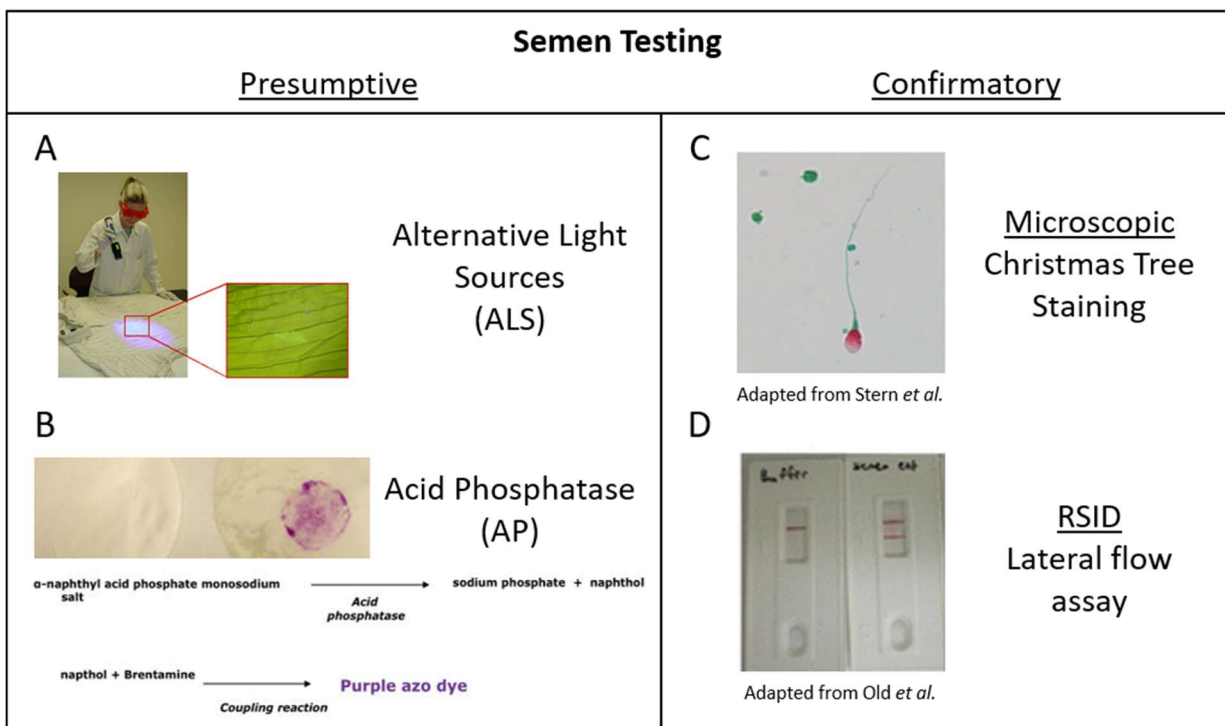 Semen Testing
Presumptive
Confirmatory
A
Alternative Light
Sources
(ALS)
B
Acid Phosphatase
(AP)
α-naphthyl acid phosphate monosodium
salt
Acid
phosphatase
sodium phosphate + naphthol
napthol + Brentamine
Coupling reaction
Purple azo dye
C
Microscopic
Christmas Tree
Staining
Adapted from Stern et al.
D
Buffer
RSID
Lateral flow
assay
Adapted from Old et al.